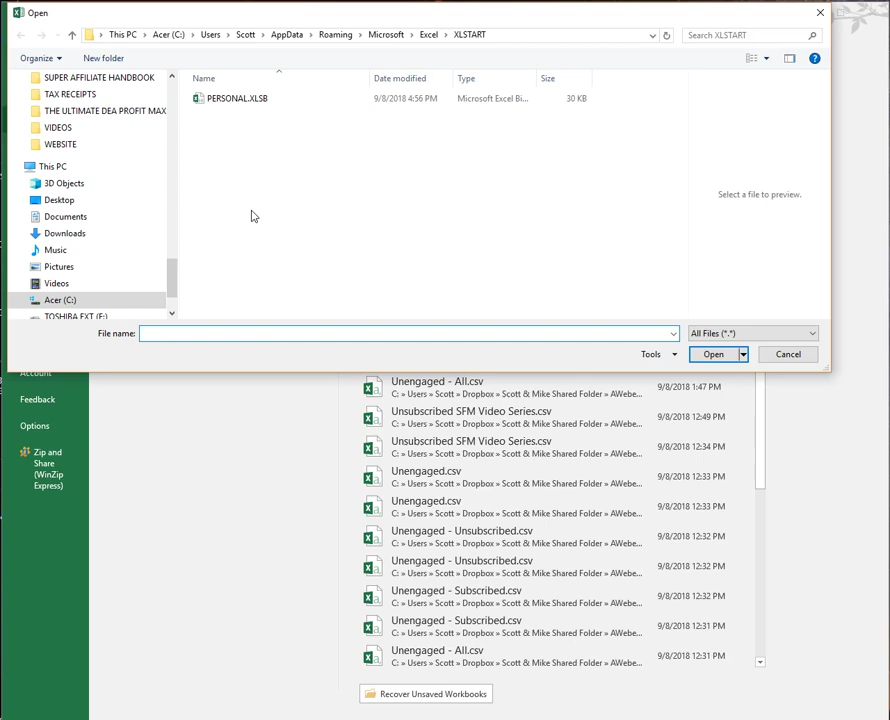 Open
This PC > Acer (C:) > Users > Scott > AppData > Roaming > Microsoft > Excel > XLSTART
Search XLSTART
Organize
New folder
SUPER AFFILIATE HANDBOOK
TAX RECEIPTS
THE ULTIMATE DEA PROFIT MAX
VIDEOS
WEBSITE
This PC
3D Objects
Desktop
Documents
Downloads
Music
Pictures
Videos
Acer (C:)
TOSHIBA EXT (F:)
Name Date modified Type Size
PERSONAL.XLSB 9/8/2018 4:56 PM Microsoft Excel Bi... 30 KB
Select a file to preview.
File name:
All Files (*.*)
Tools
Open
Cancel
Account
Feedback
Options
Zip and
Share
(WinZip
Express)
Unengaged - All.csv
C: » Users » Scott » Dropbox » Scott & Mike Shared Folder » AWebe...
9/8/2018 1:47 PM
Unsubscribed SFM Video Series.csv
C: » Users » Scott » Dropbox » Scott & Mike Shared Folder » AWebe...
9/8/2018 12:49 PM
Unsubscribed SFM Video Series.csv
C: » Users » Scott » Dropbox » Scott & Mike Shared Folder » AWebe...
9/8/2018 12:34 PM
Unengaged.csv
C: » Users » Scott » Dropbox » Scott & Mike Shared Folder » AWebe...
9/8/2018 12:33 PM
Unengaged.csv
C: » Users » Scott » Dropbox » Scott & Mike Shared Folder » AWebe...
9/8/2018 12:33 PM
Unengaged - Unsubscribed.csv
C: » Users » Scott » Dropbox » Scott & Mike Shared Folder » AWebe...
9/8/2018 12:32 PM
Unengaged - Unsubscribed.csv
C: » Users » Scott » Dropbox » Scott & Mike Shared Folder » AWebe...
9/8/2018 12:32 PM
Unengaged - Subscribed.csv
C: » Users » Scott » Dropbox » Scott & Mike Shared Folder » AWebe...
9/8/2018 12:32 PM
Unengaged - Subscribed.csv
C: » Users » Scott » Dropbox » Scott & Mike Shared Folder » AWebe...
9/8/2018 12:31 PM
Unengaged - All.csv
C: » Users » Scott » Dropbox » Scott & Mike Shared Folder » AWebe...
9/8/2018 12:31 PM
Recover Unsaved Workbooks